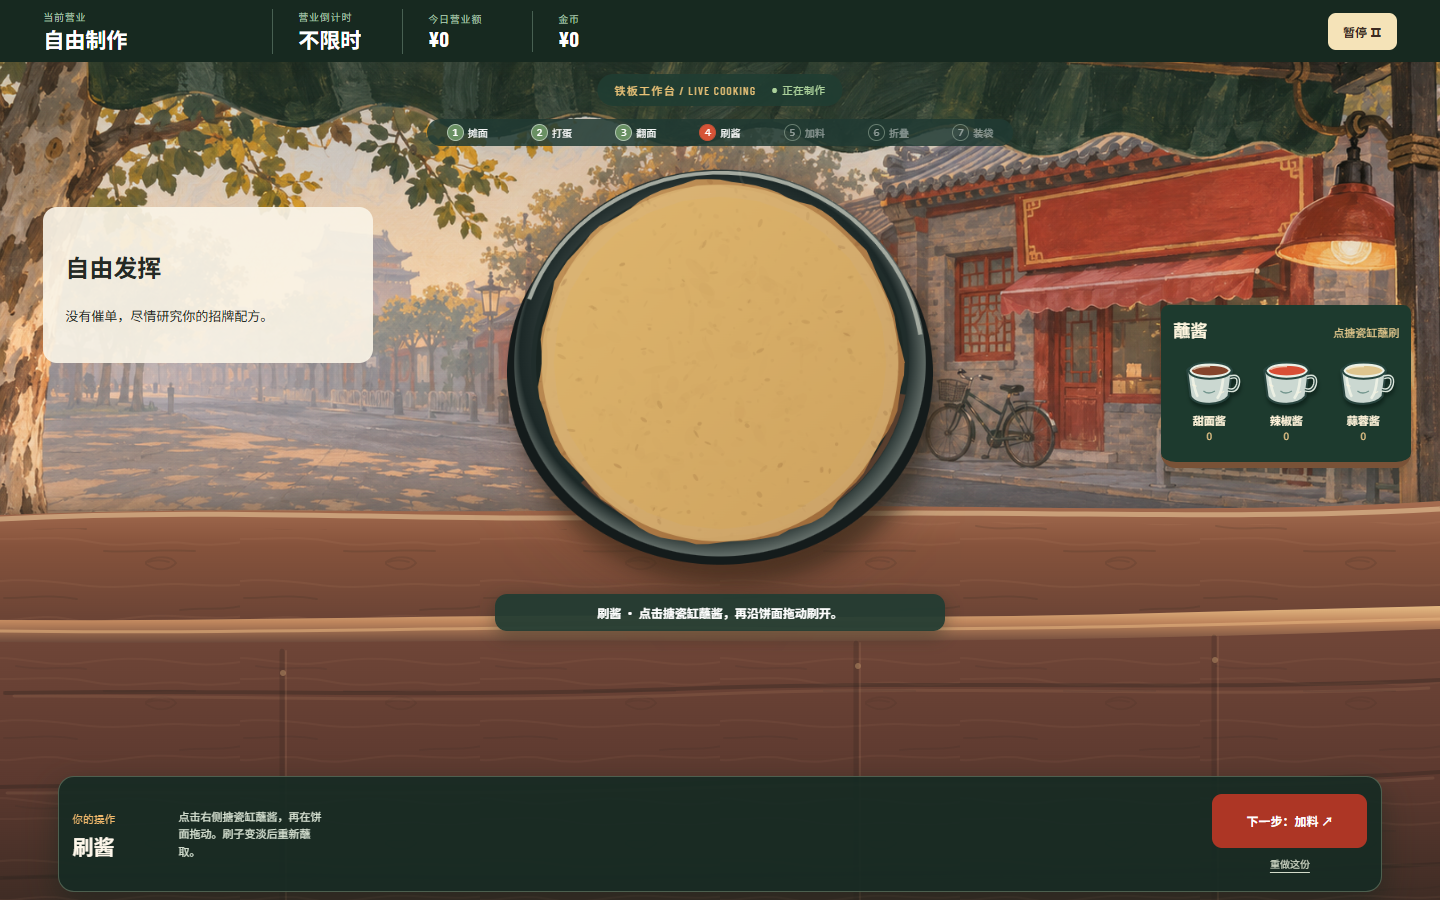 当前营业
自由制作
营业倒计时
不限时
今日营业额
¥0
金币
¥0
暂停 II
铁板工作台 / LIVE COOKING
正在制作
1 摊面
2 打蛋
3 翻面
4 刷酱
5 加料
6 折叠
7 装袋
自由发挥
没有催单，尽情研究你的招牌配方。
蘸酱
点搪瓷缸蘸刷
甜面酱
0
辣椒酱
0
蒜蓉酱
0
刷酱 · 点击搪瓷缸蘸酱，再沿饼面拖动刷开。
你的操作
刷酱
点击右侧搪瓷缸蘸酱，再在饼
面拖动。刷子变淡后重新蘸
取。
下一步：加料 ↗
重做这份